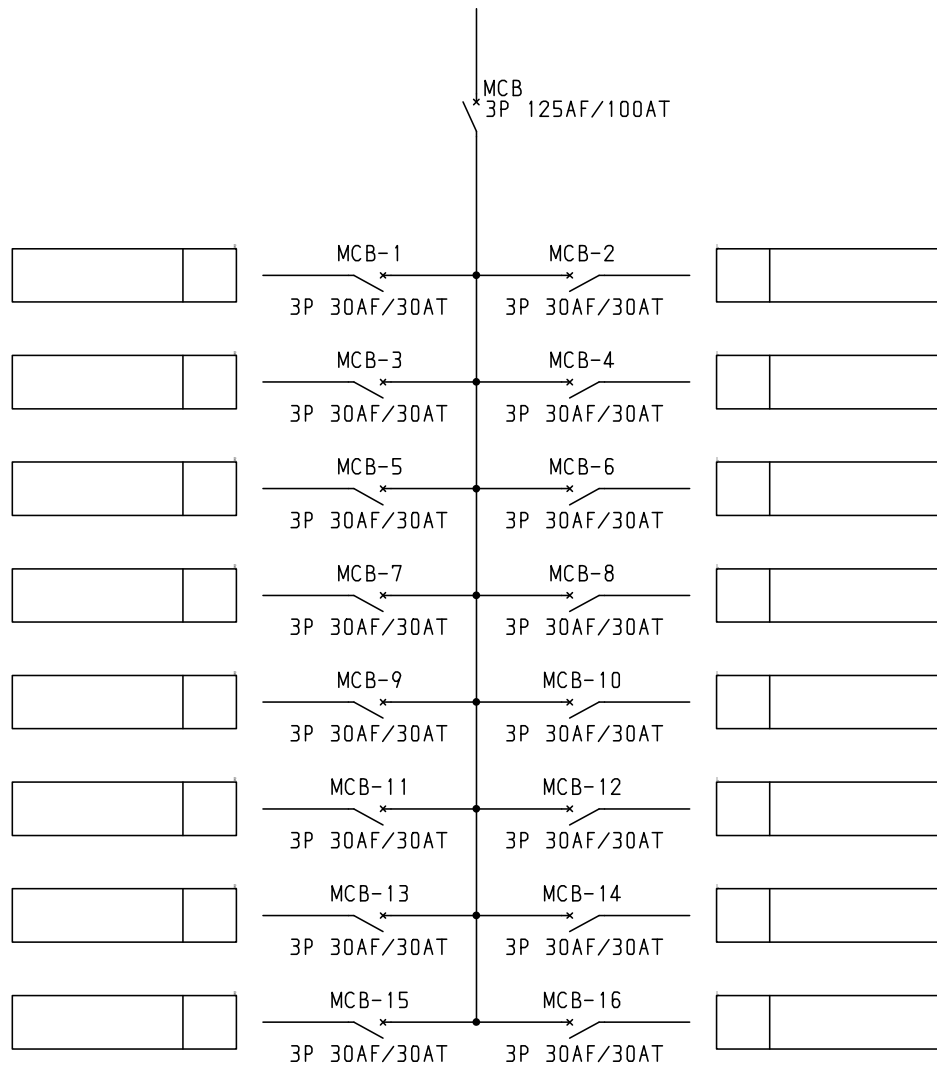 MCB
3P 125AF/100AT
MCB-1 MCB-2
3P 30AF/30AT 3P 30AF/30AT
MCB-3 MCB-4
3P 30AF/30AT 3P 30AF/30AT
MCB-5 MCB-6
3P 30AF/30AT 3P 30AF/30AT
MCB-7 MCB-8
3P 30AF/30AT 3P 30AF/30AT
MCB-9 MCB-10
3P 30AF/30AT 3P 30AF/30AT
MCB-11 MCB-12
3P 30AF/30AT 3P 30AF/30AT
MCB-13 MCB-14
3P 30AF/30AT 3P 30AF/30AT
MCB-15 MCB-16
3P 30AF/30AT 3P 30AF/30AT